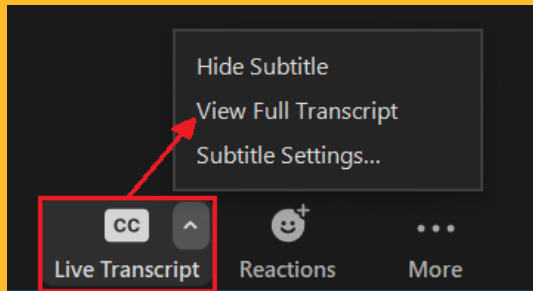 Hide Subtitle
View Full Transcript
Subtitle Settings...
CC
Live Transcript
Reactions
More